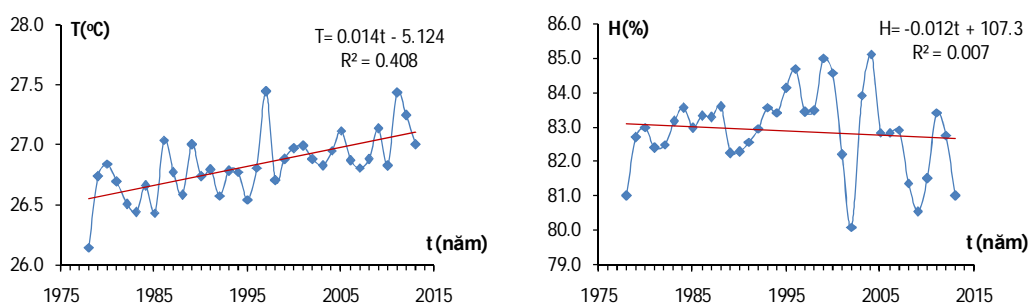 T(ºC)
T= 0.014t - 5.124
R² = 0.408
28.0
27.5
27.0
26.5
26.0
t (năm)
1975 1985 1995 2005 2015
H(%)
H= -0.012t + 107.3
R² = 0.007
85.0
84.0
83.0
82.0
81.0
80.0
79.0
86.0
t (năm)
1975 1985 1995 2005 2015